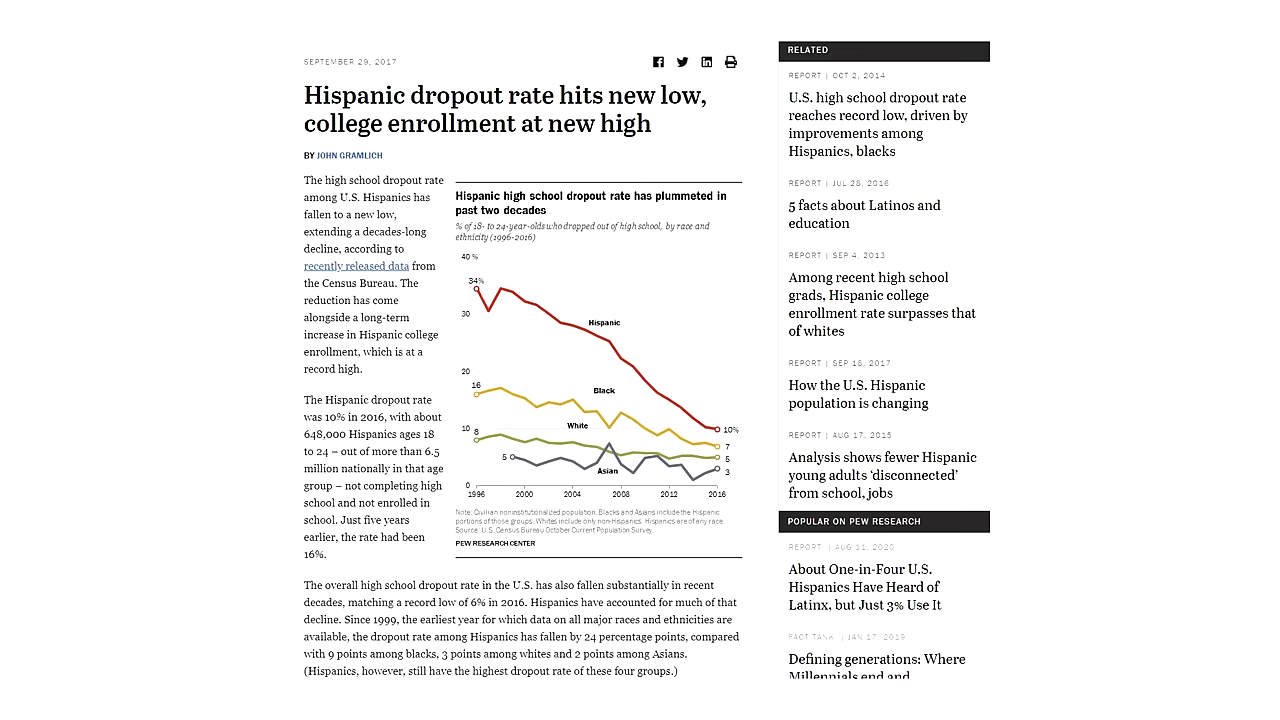 SEPTEMBER 29, 2017
Hispanic dropout rate hits new low,
college enrollment at new high
BY JOHN GRAMLICH
The high school dropout rate
among U.S. Hispanics has
fallen to a new low,
extending a decades-long
decline, according to
recently released data from
the Census Bureau. The
reduction has come
alongside a long-term
increase in Hispanic college
enrollment, which is at a
record high.
The Hispanic dropout rate
was 10% in 2016, with about
648,000 Hispanics ages 18
to 24 – out of more than 6.5
million nationally in that age
group – not completing high
school and not enrolled in
school. Just five years
earlier, the rate had been
16%.
Hispanic high school dropout rate has plummeted in
past two decades
% of 18- to 24-year-olds who dropped out of high school, by race and
ethnicity (1996-2016)
40 %
34%
30
Hispanic
20
16
Black
White
10
8
10%
7
5
5
Asian
3
0
1996 2000 2004 2008 2012 2016
Note: Civilian noninstitutionalized population. Blacks and Asians include the Hispanic
portions of those groups. Whites include only non-Hispanics. Hispanics are of any race.
Source: U.S. Census Bureau October Current Population Survey.
PEW RESEARCH CENTER
The overall high school dropout rate in the U.S. has also fallen substantially in recent
decades, matching a record low of 6% in 2016. Hispanics have accounted for much of that
decline. Since 1999, the earliest year for which data on all major races and ethnicities are
available, the dropout rate among Hispanics has fallen by 24 percentage points, compared
with 9 points among blacks, 3 points among whites and 2 points among Asians.
(Hispanics, however, still have the highest dropout rate of these four groups.)
RELATED
REPORT | OCT 2, 2014
U.S. high school dropout rate
reaches record low, driven by
improvements among
Hispanics, blacks
REPORT | JUL 28, 2016
5 facts about Latinos and
education
REPORT | SEP 4, 2013
Among recent high school
grads, Hispanic college
enrollment rate surpasses that
of whites
REPORT | SEP 18, 2017
How the U.S. Hispanic
population is changing
REPORT | AUG 17, 2015
Analysis shows fewer Hispanic
young adults ‘disconnected’
from school, jobs
POPULAR ON PEW RESEARCH
REPORT | AUG 11, 2020
About One-in-Four U.S.
Hispanics Have Heard of
Latinx, but Just 3% Use It
FACT TANK | JAN 17, 2019
Defining generations: Where
Millennials end and